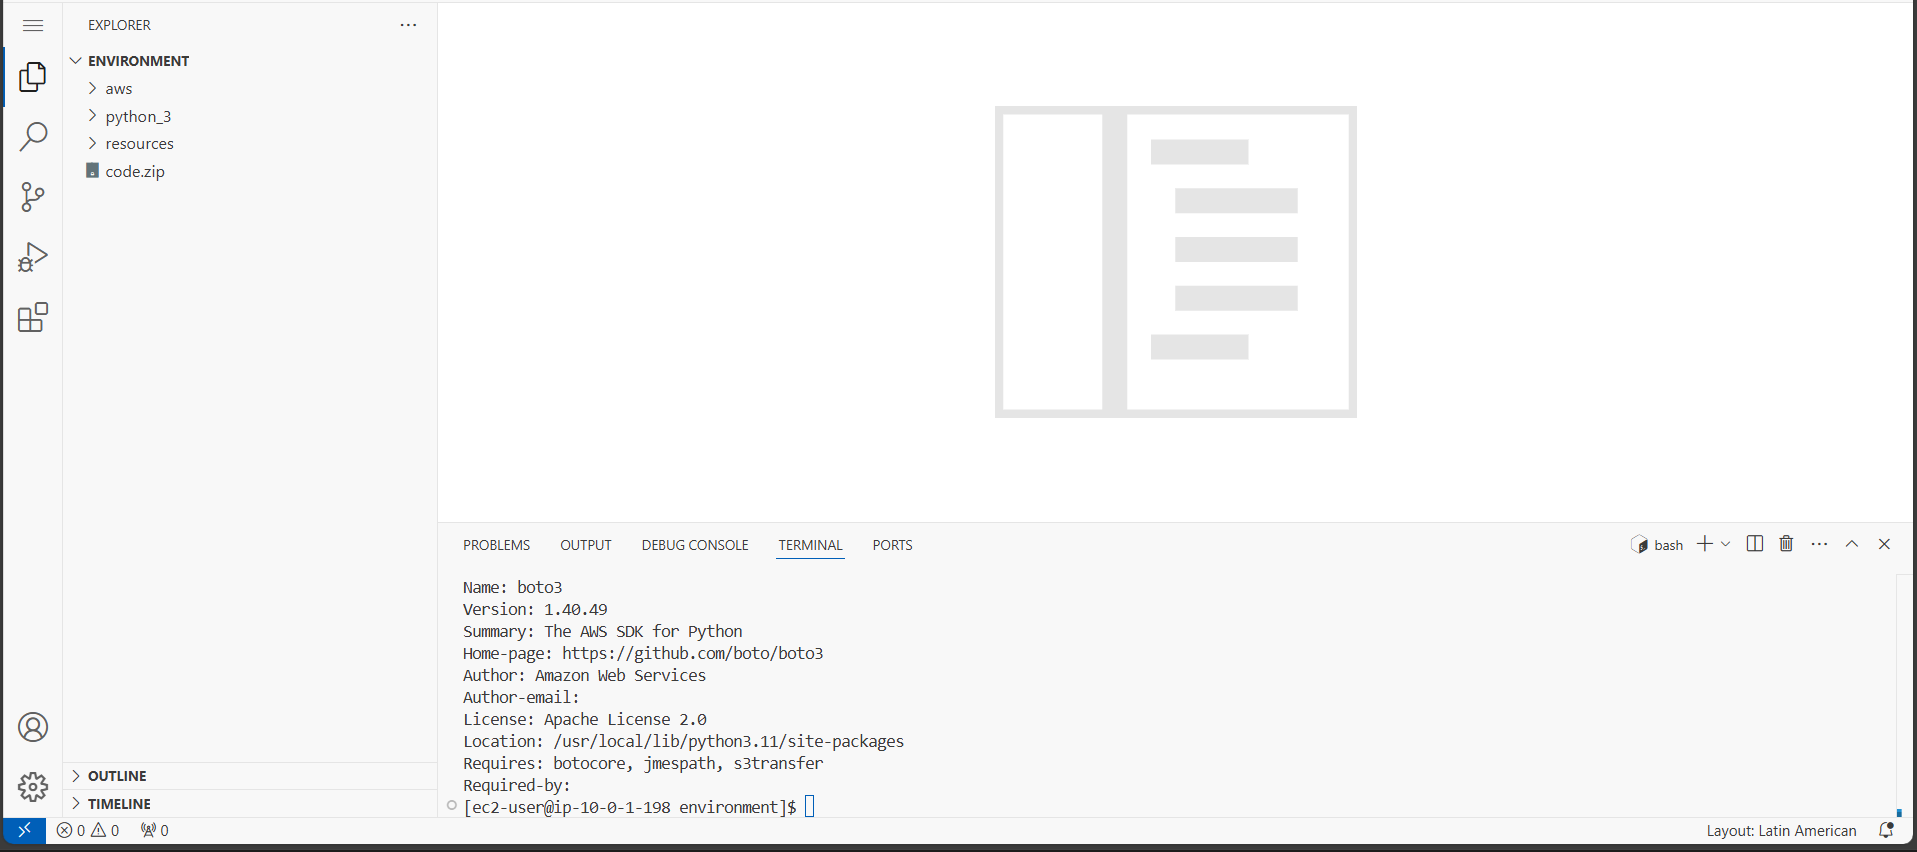 EXPLORER
ENVIRONMENT
aws
python_3
resources
code.zip
OUTLINE
TIMELINE
PROBLEMS OUTPUT DEBUG CONSOLE TERMINAL PORTS
bash
Name: boto3
Version: 1.40.49
Summary: The AWS SDK for Python
Home-page: https://github.com/boto/boto3
Author: Amazon Web Services
Author-email:
License: Apache License 2.0
Location: /usr/local/lib/python3.11/site-packages
Requires: botocore, jmespath, s3transfer
Required-by:
[ec2-user@ip-10-0-1-198 environment]$
0 0 0
Layout: Latin American